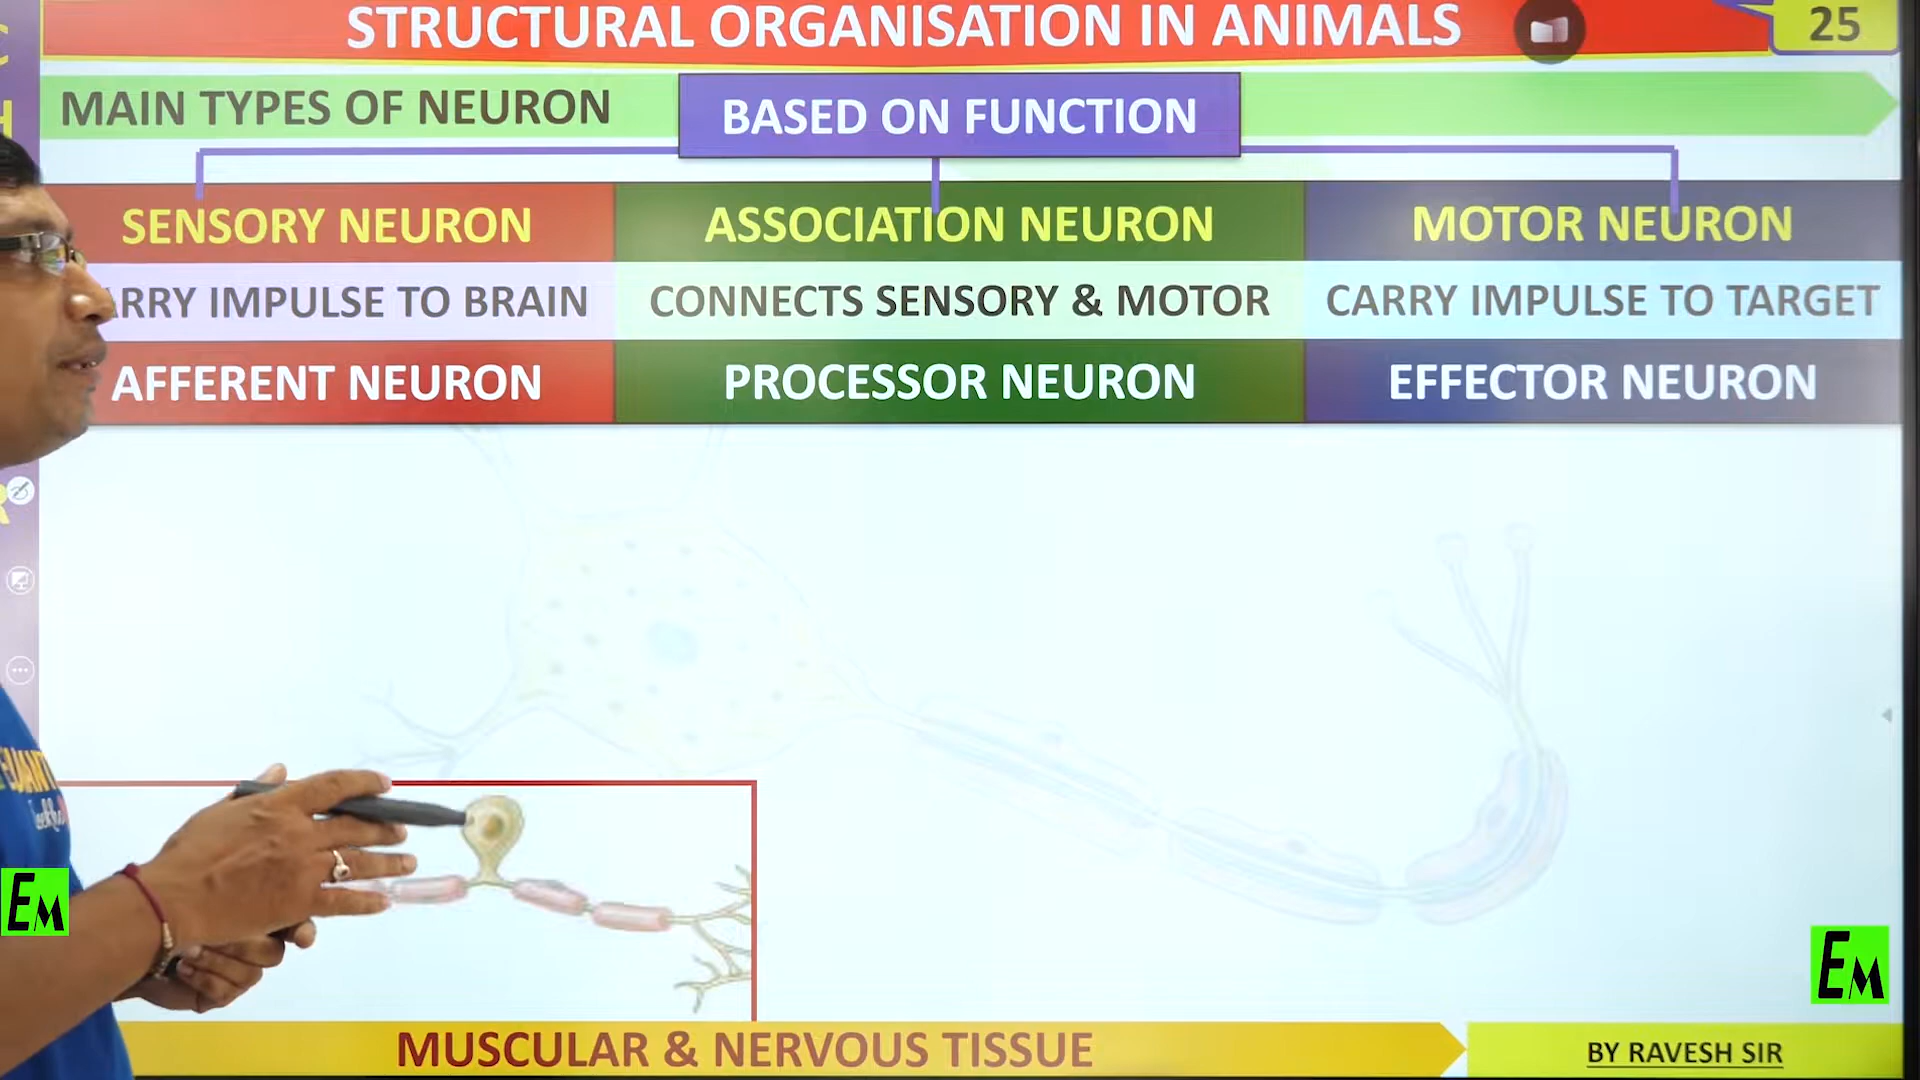 STRUCTURAL ORGANISATION IN ANIMALS
25
MAIN TYPES OF NEURON
BASED ON FUNCTION
SENSORY NEURON
ASSOCIATION NEURON
MOTOR NEURON
ARRY IMPULSE TO BRAIN
CONNECTS SENSORY & MOTOR
CARRY IMPULSE TO TARGET
AFFERENT NEURON
PROCESSOR NEURON
EFFECTOR NEURON
EM
EM
MUSCULAR & NERVOUS TISSUE
BY RAVESH SIR